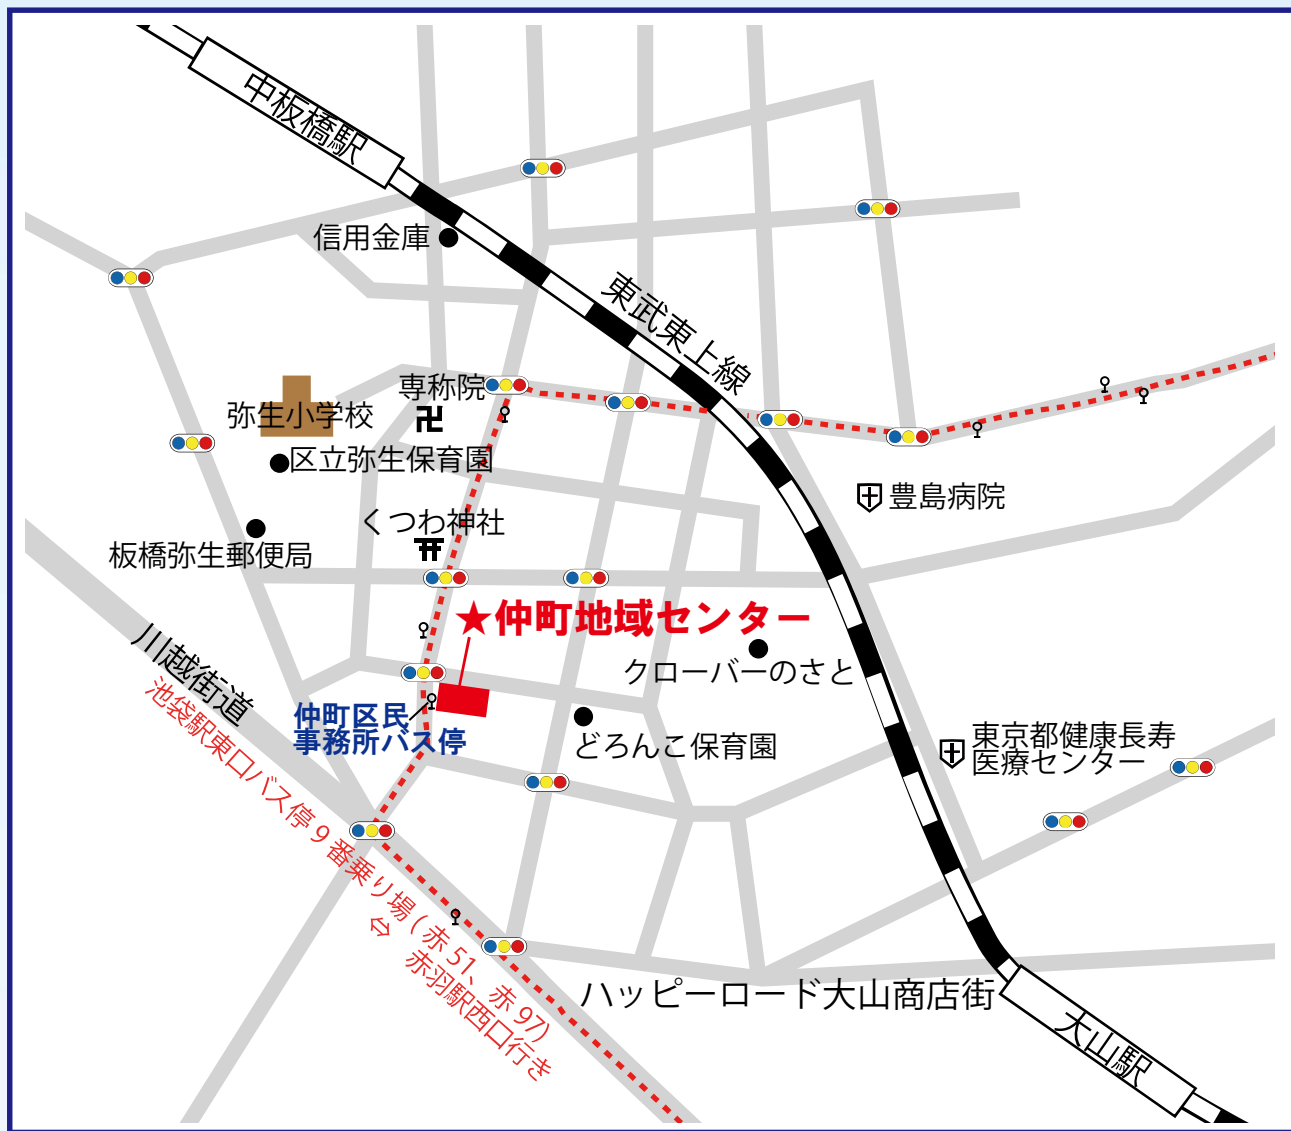 中板橋駅
信用金庫
東武東上線
専称院
弥生小学校
区立弥生保育園
豊島病院
くつわ神社
板橋弥生郵便局
★仲町地域センター
川越街道
クローバーのさと
仲町区民
事務所バス停
どろんこ保育園
東京都健康長寿
医療センター
池袋駅東口バス停９番乗り場(赤51、赤97)
⇔ 赤羽駅西口行き
ハッピーロード大山商店街
大山駅